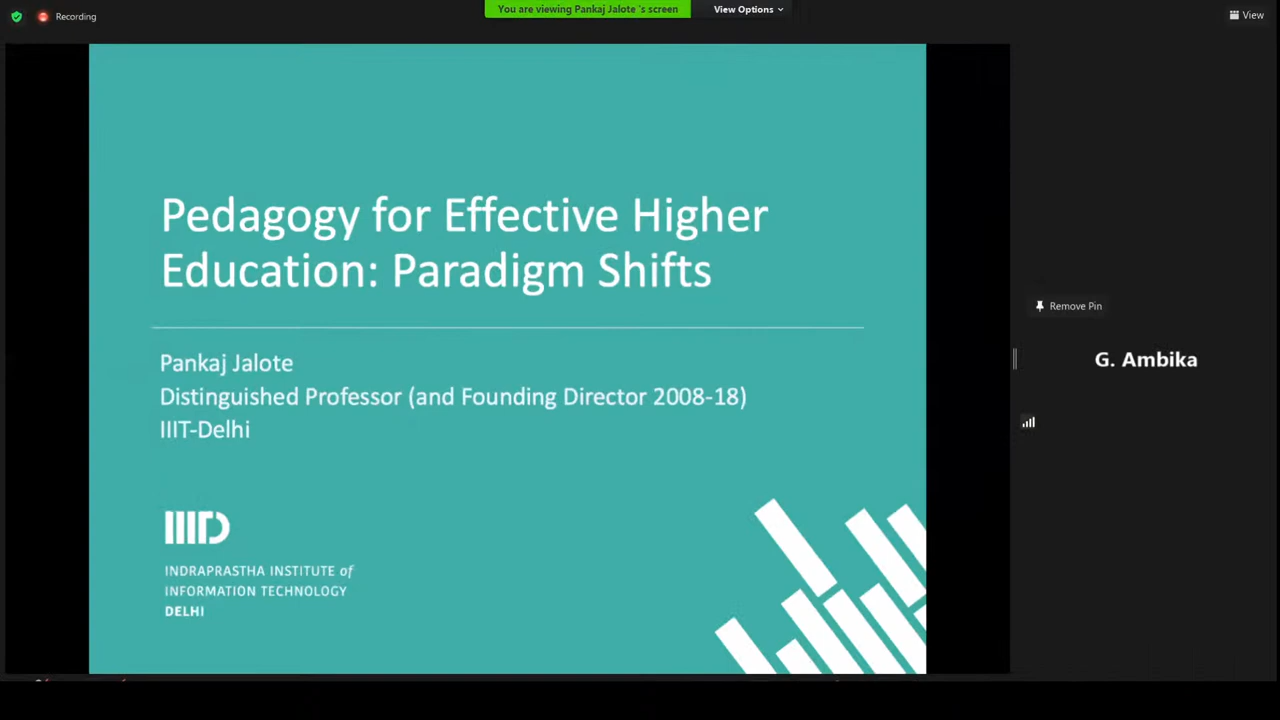 Recording
You are viewing Pankaj Jalote 's screen
View Options
View
Pedagogy for Effective Higher
Education: Paradigm Shifts
Pankaj Jalote
Distinguished Professor (and Founding Director 2008-18)
IIIT-Delhi
IIITD
INDRAPRASTHA INSTITUTE of
INFORMATION TECHNOLOGY
DELHI
Remove Pin
G. Ambika